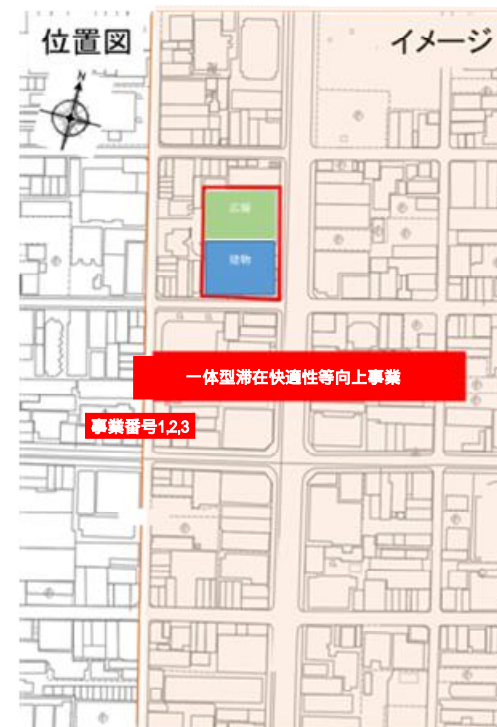 位置図
イメージ
N
広場
建物
一体型滞在快適性等向上事業
事業番号1,2,3